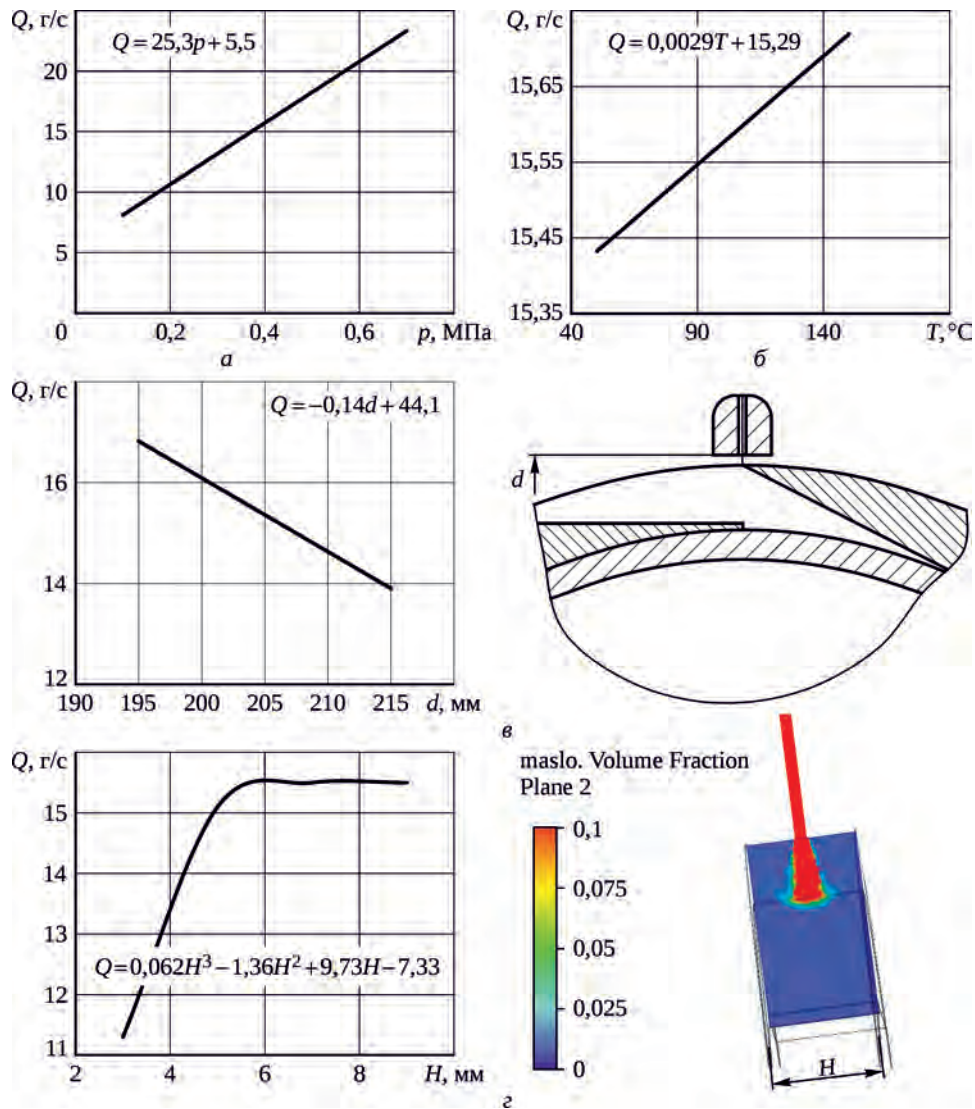 Q, г/с
Q=25,3p+5,5
20
15
10
5
0
0,2
0,4
0,6
p, МПа
а
Q, г/с
Q=0,0029T+15,29
15,65
15,55
15,45
15,35
40
90
140
T, °C
б
Q, г/с
Q=−0,14d+44,1
16
14
12
190
195
200
205
210
215
d, мм
d
в
Q, г/с
15
14
13
Q=0,062H³−1,36H²+9,73H−7,33
12
11
2
4
6
8
H, мм
maslo. Volume Fraction
Plane 2
0,1
0,075
0,05
0,025
0
H
г